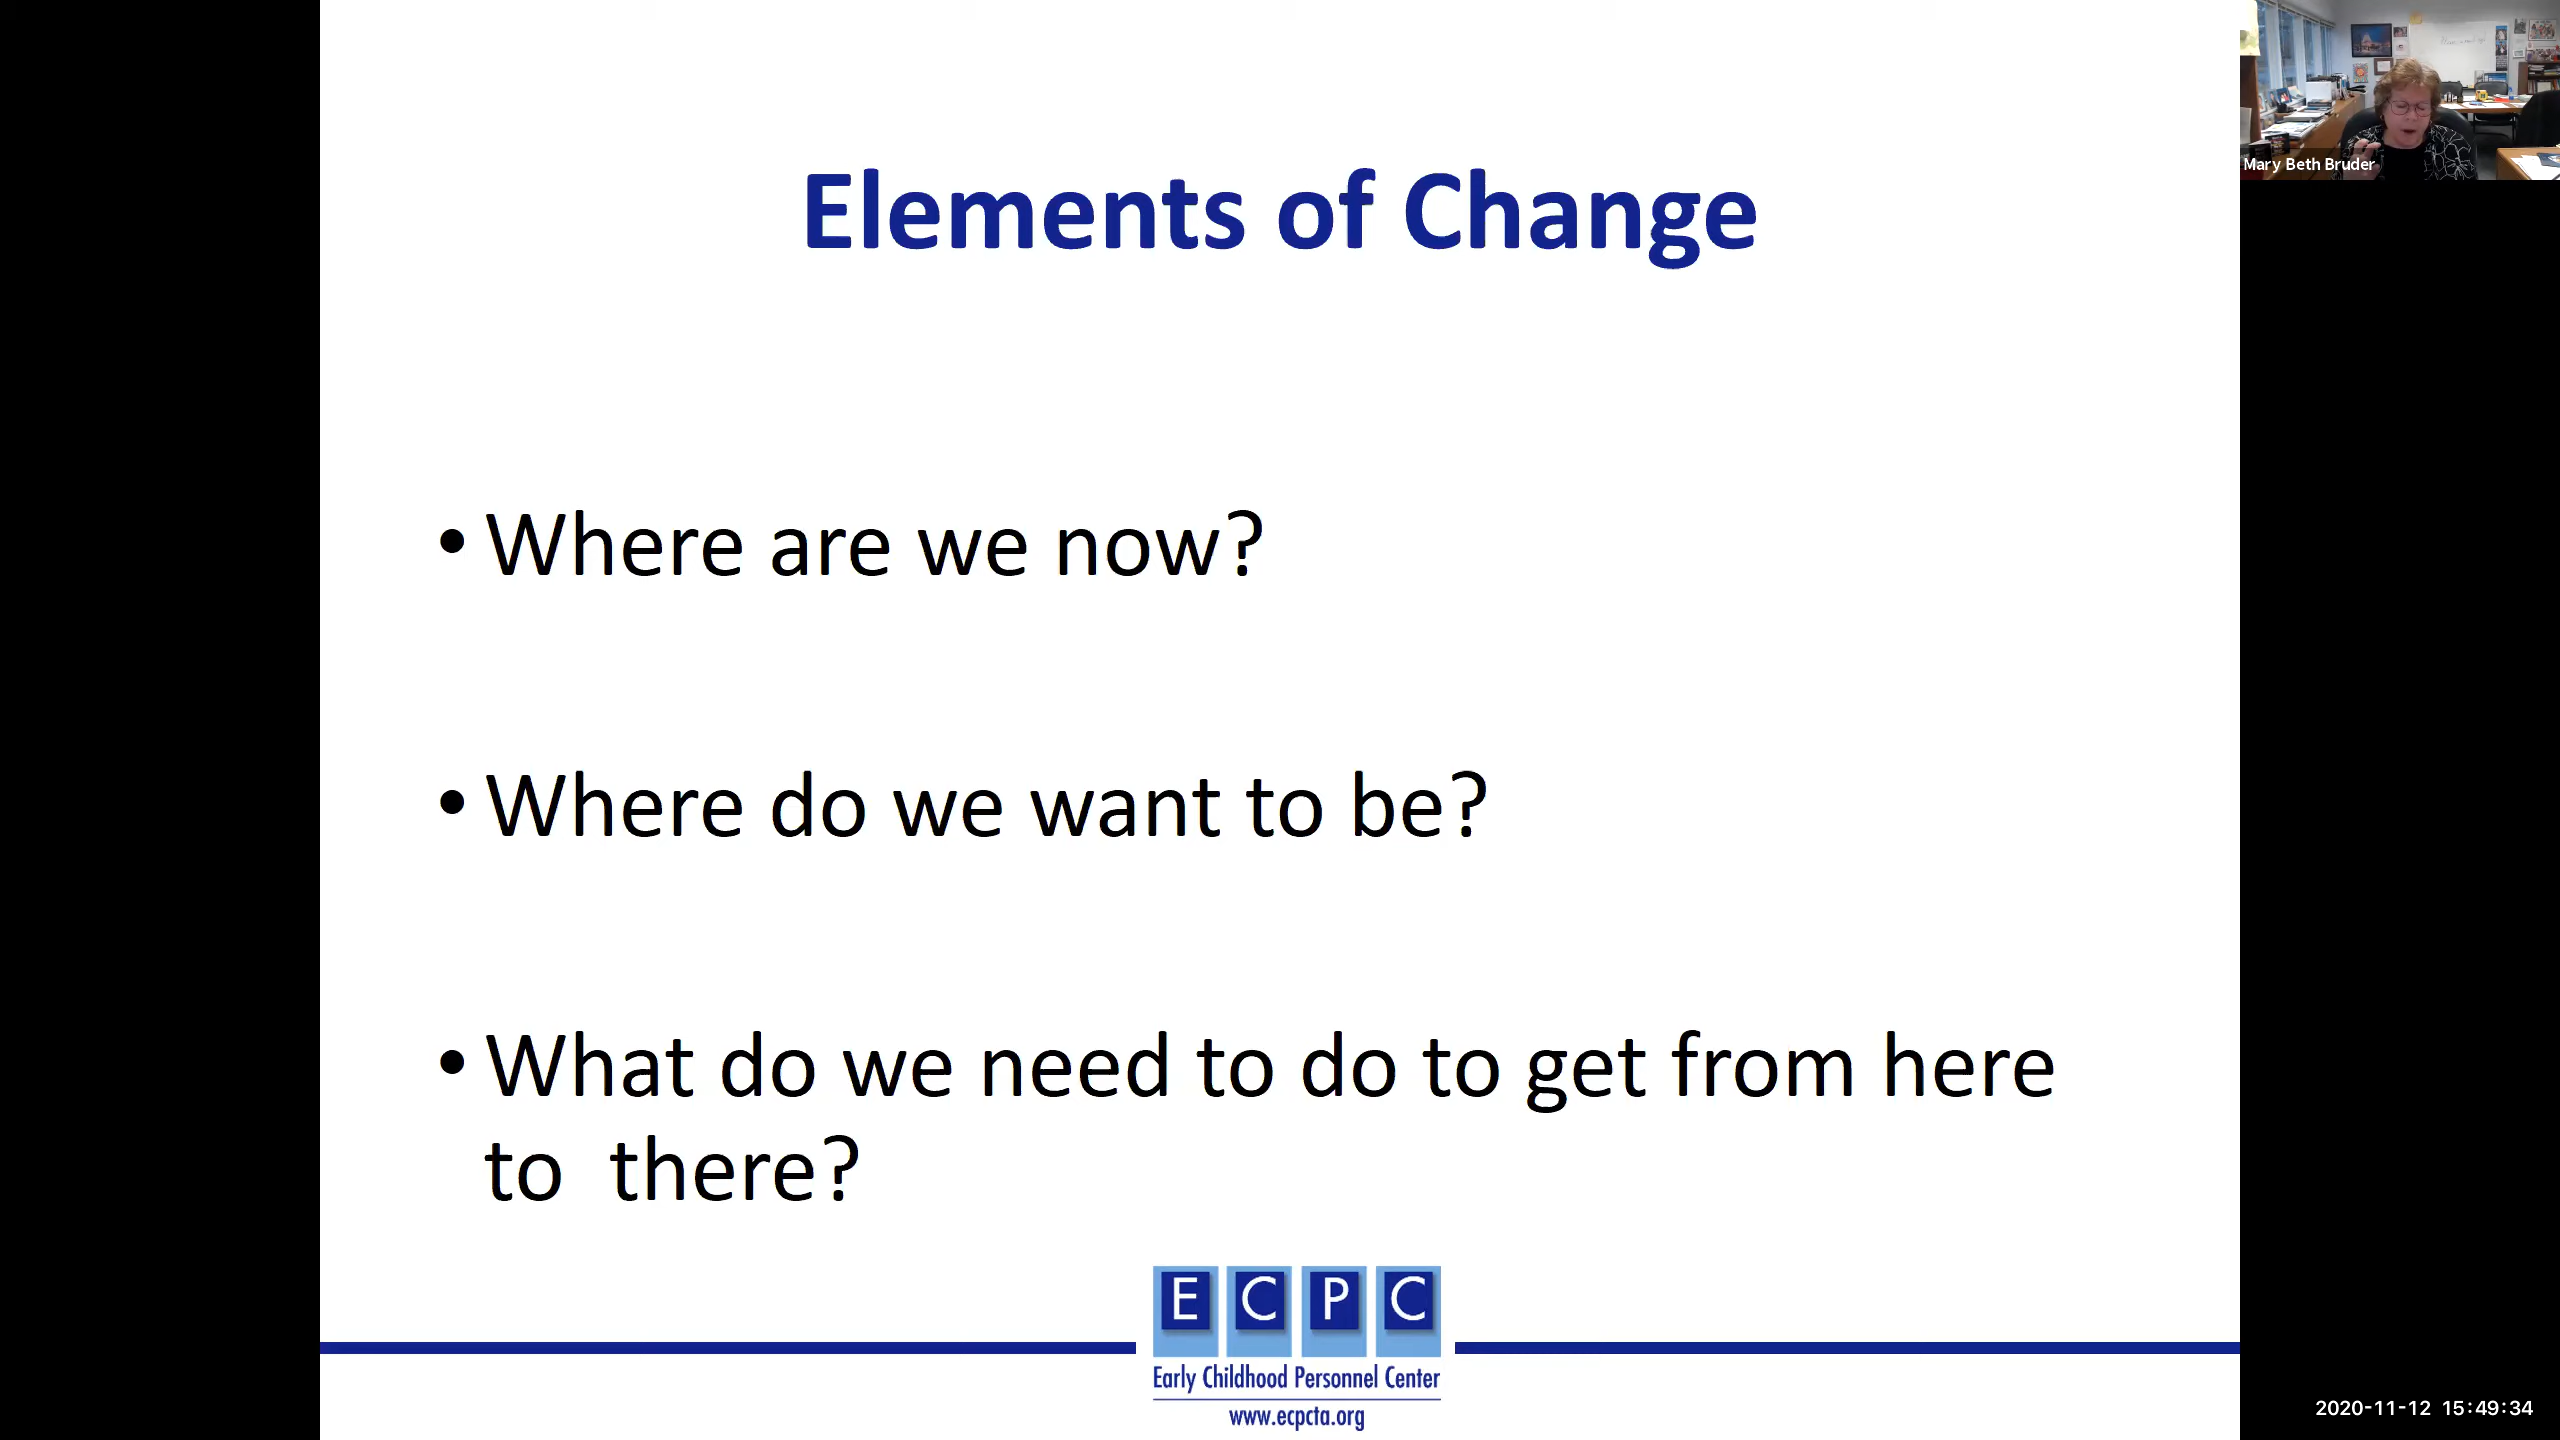 Elements of Change
• Where are we now?
• Where do we want to be?
• What do we need to do to get from here
to  there?
E C P C
Early Childhood Personnel Center
www.ecpcta.org
Mary Beth Bruder
2020-11-12 15:49:34